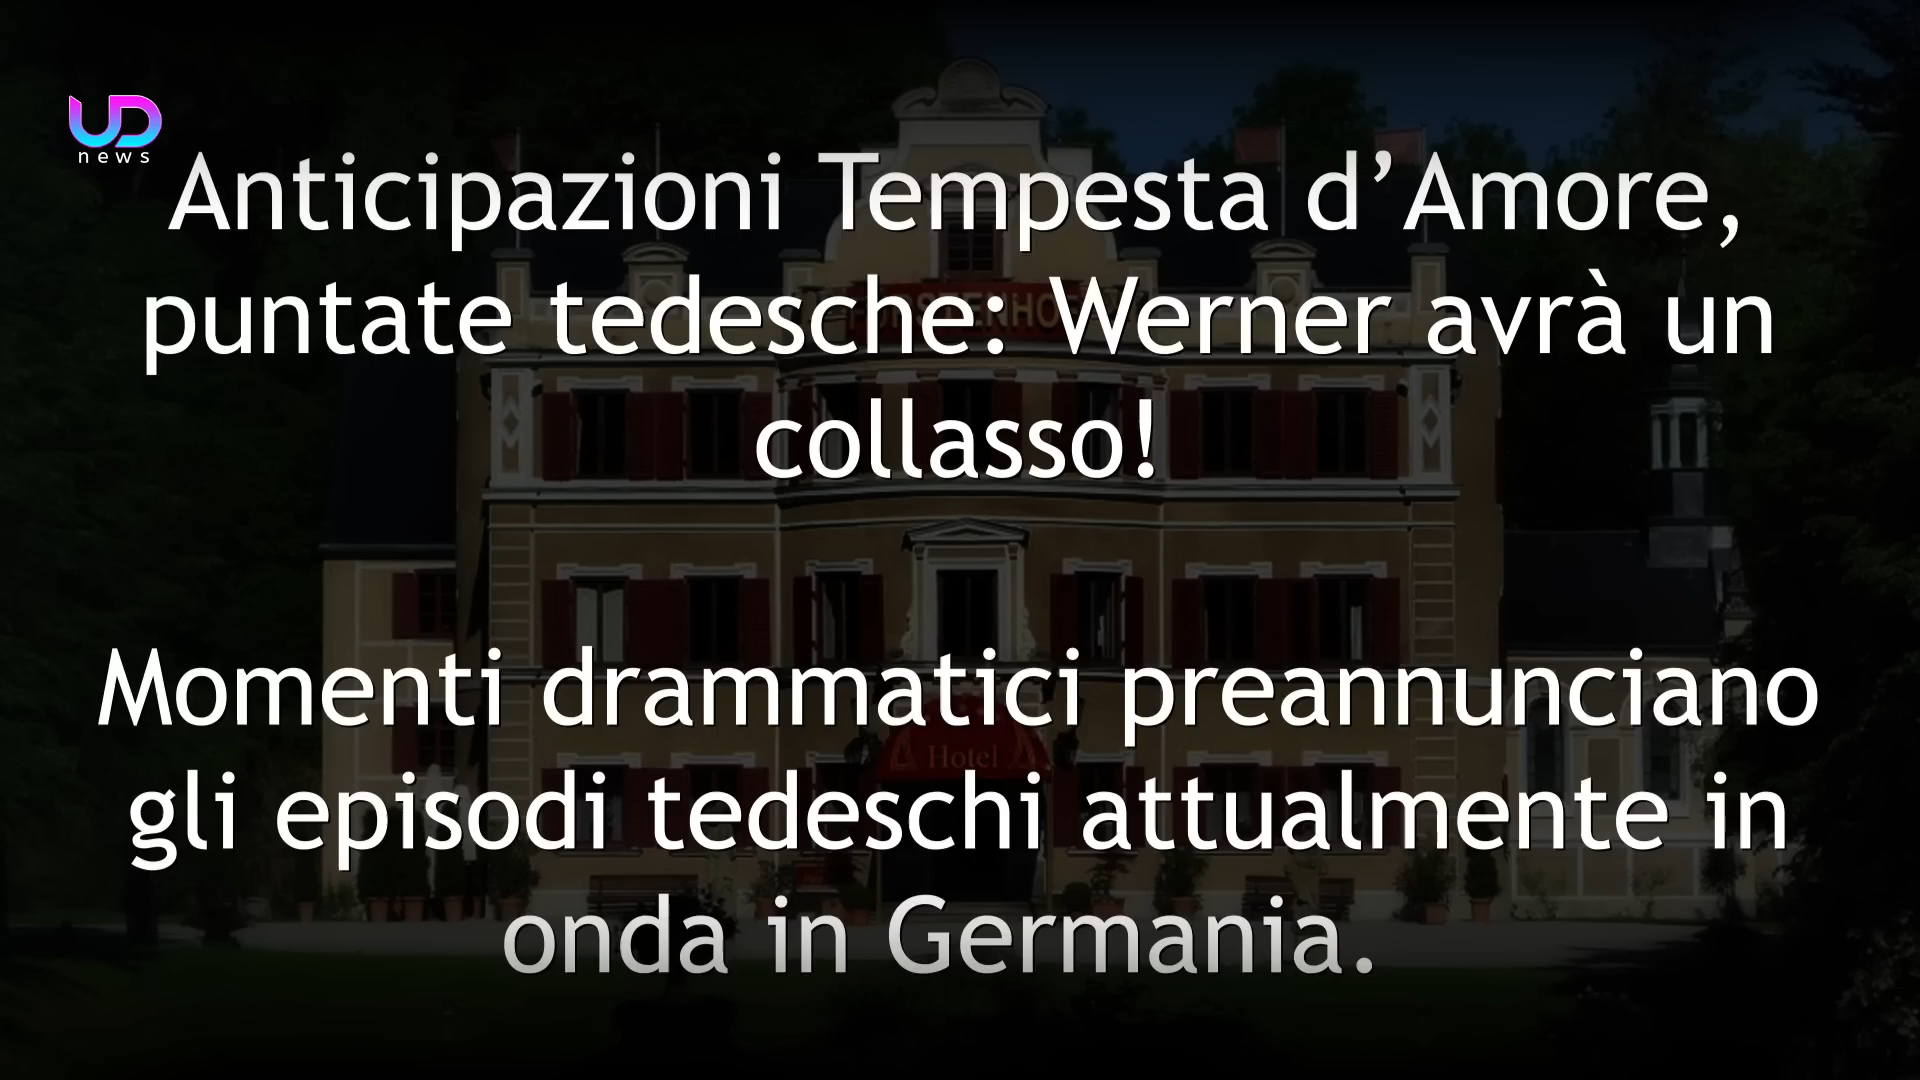 UD
news
Anticipazioni Tempesta d’Amore,
puntate tedesche: Werner avrà un
collasso!
Momenti drammatici preannunciano
gli episodi tedeschi attualmente in
onda in Germania.
Hotel